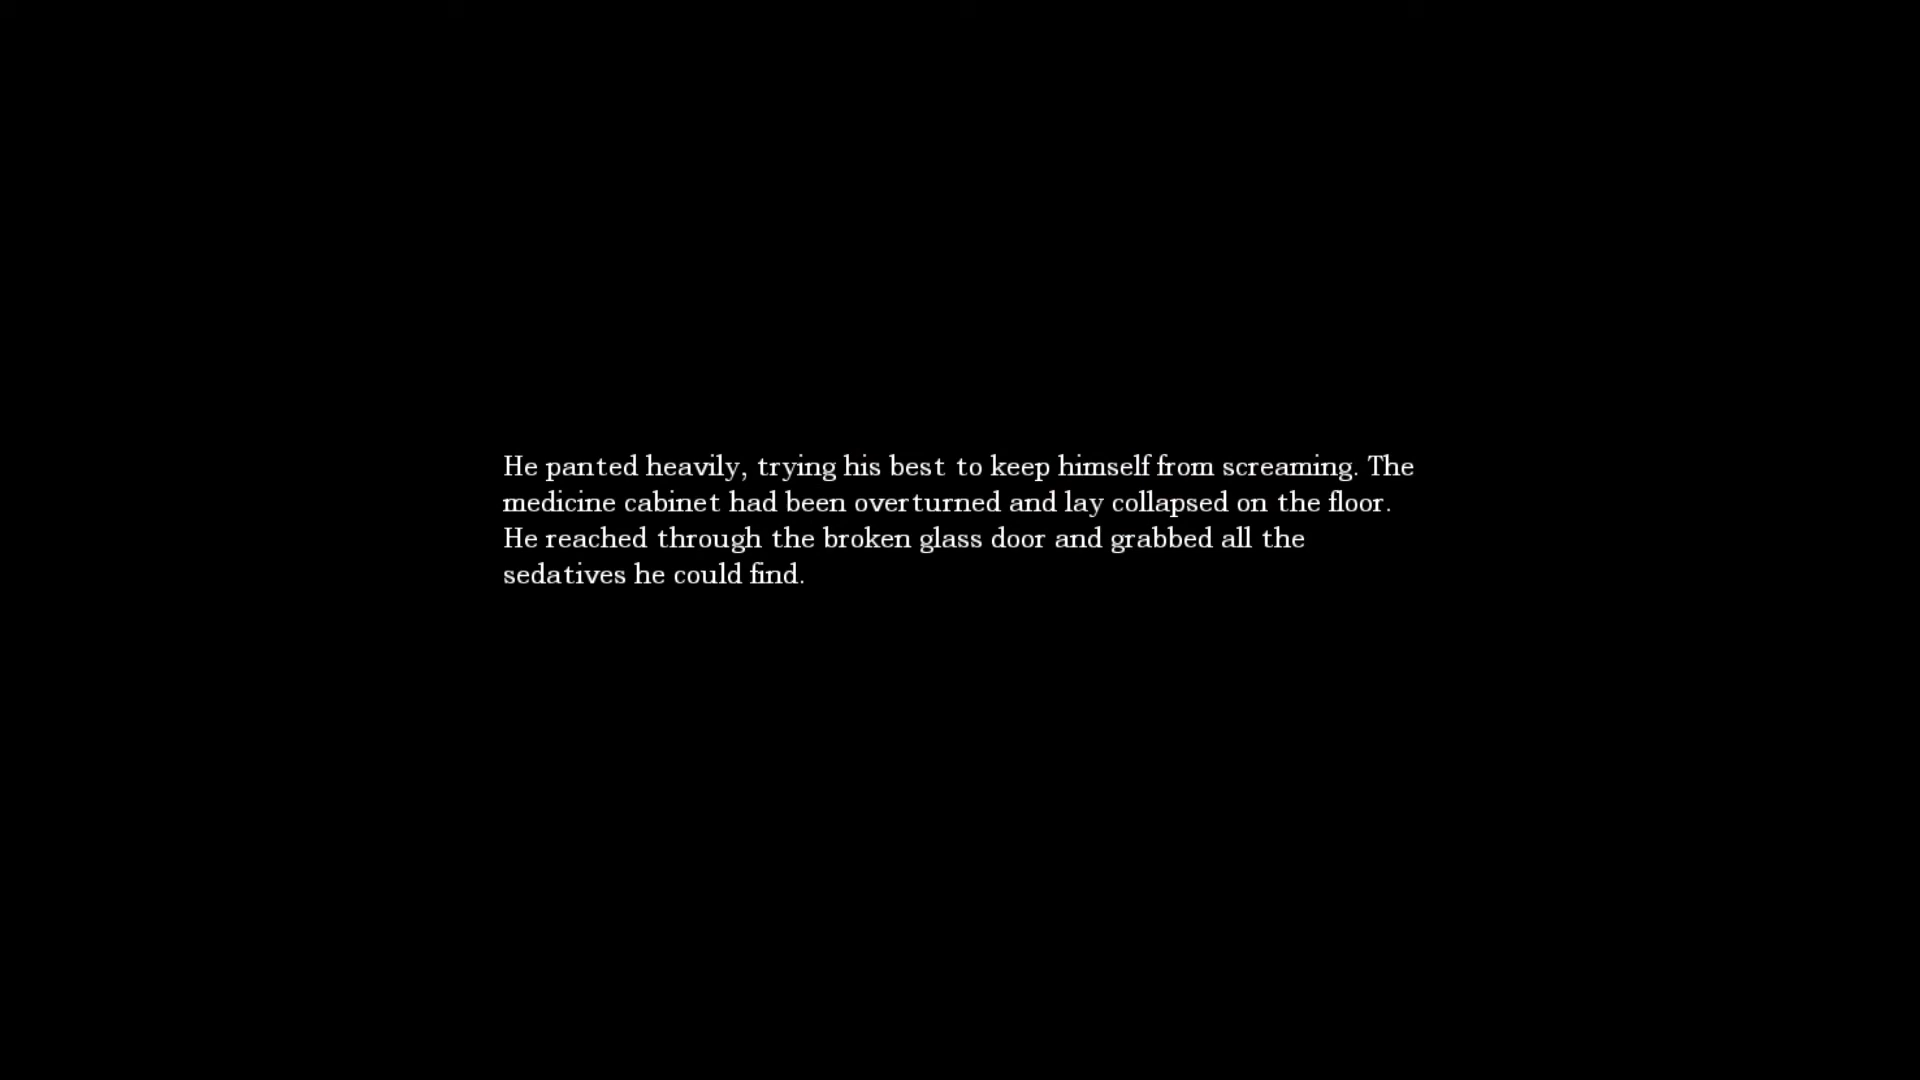 He panted heavily, trying his best to keep himself from screaming. The
medicine cabinet had been overturned and lay collapsed on the floor.
He reached through the broken glass door and grabbed all the
sedatives he could find.